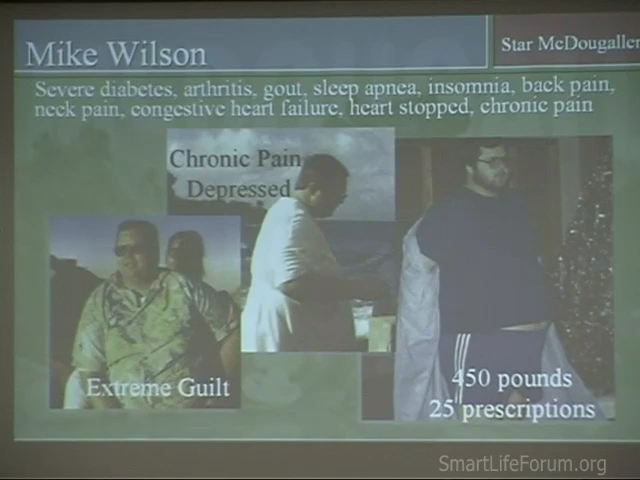 Mike Wilson
Star McDougaller
Severe diabetes, arthritis, gout, sleep apnea, insomnia, back pain,
neck pain, congestive heart failure, heart stopped, chronic pain
Chronic Pain
Depressed
Extreme Guilt
450 pounds
25 prescriptions
SmartLifeForum.org